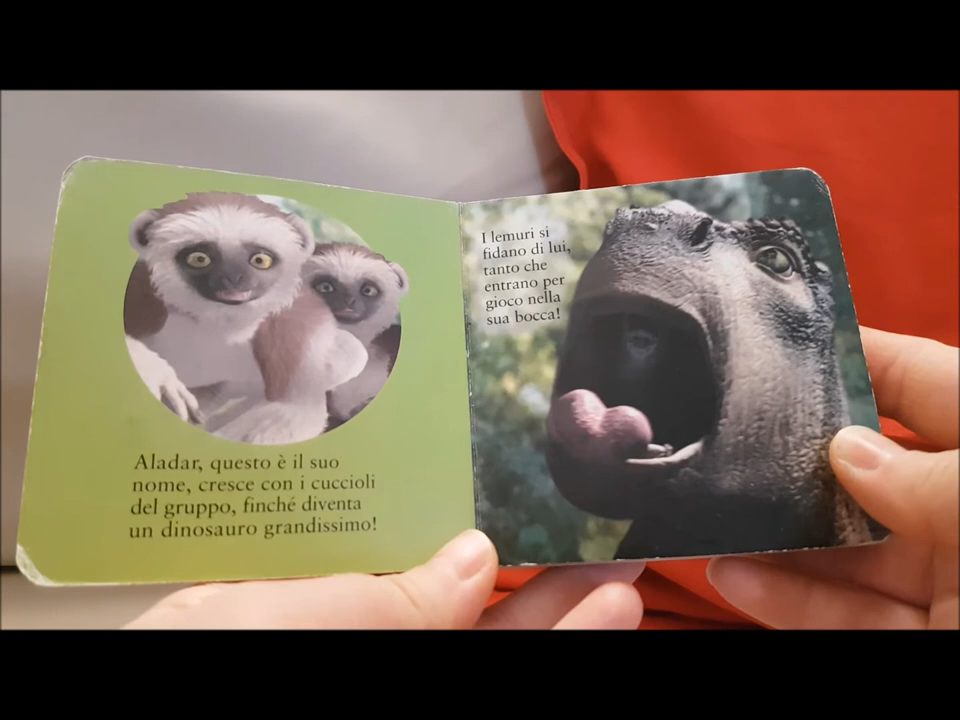 Aladar, questo è il suo
nome, cresce con i cuccioli
del gruppo, finché diventa
un dinosauro grandissimo!
I lemuri si
fidano di lui,
tanto che
entrano per
gioco nella
sua bocca!